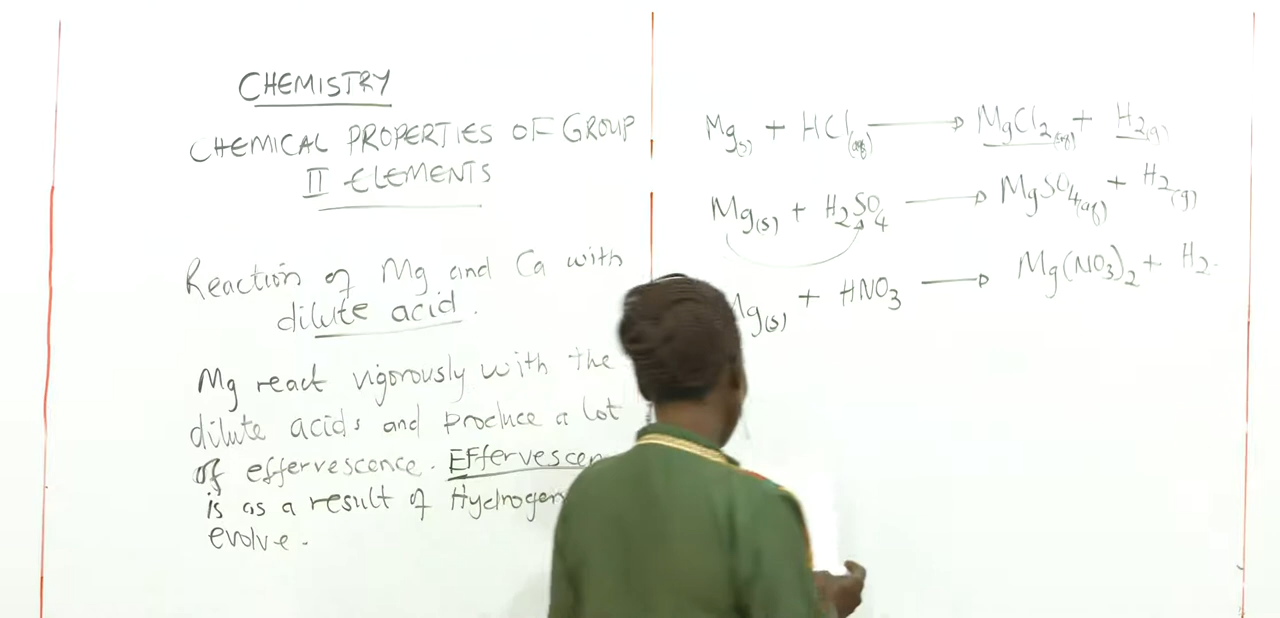 CHEMISTRY
CHEMICAL PROPERTIES OF GROUP
II ELEMENTS
Reaction of Mg and Ca with
dilute acid.
Mg react vigorously with the
dilute acids and produce a lot
of effervescence. Effervescen
is as a result of Hydrogen
evolve.
Mg(s) + HCl(aq) → MgCl2(aq) + H2(g)
Mg(s) + H2SO4 → MgSO4(aq) + H2(g)
Mg(s) + HNO3 → Mg(NO3)2 + H2.